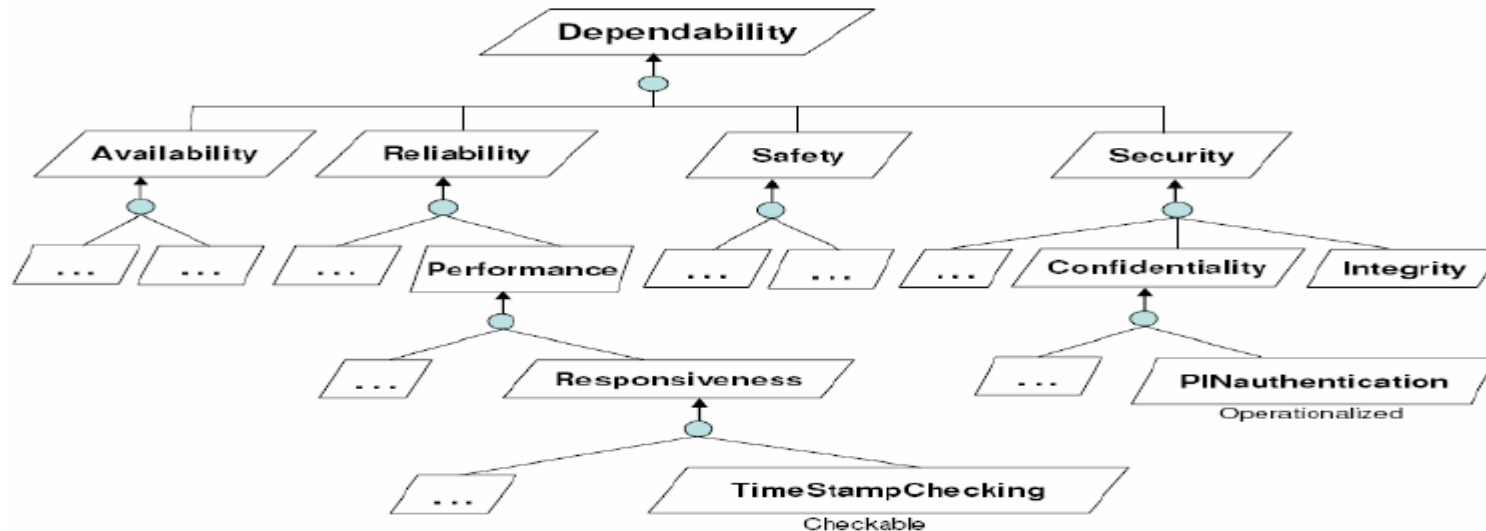 Dependability
Availability Reliability Safety Security
... ... ... Performance ... ... ... Confidentiality Integrity
... Responsiveness ... PINauthentication
Operationalized
... TimeStampChecking
Checkable